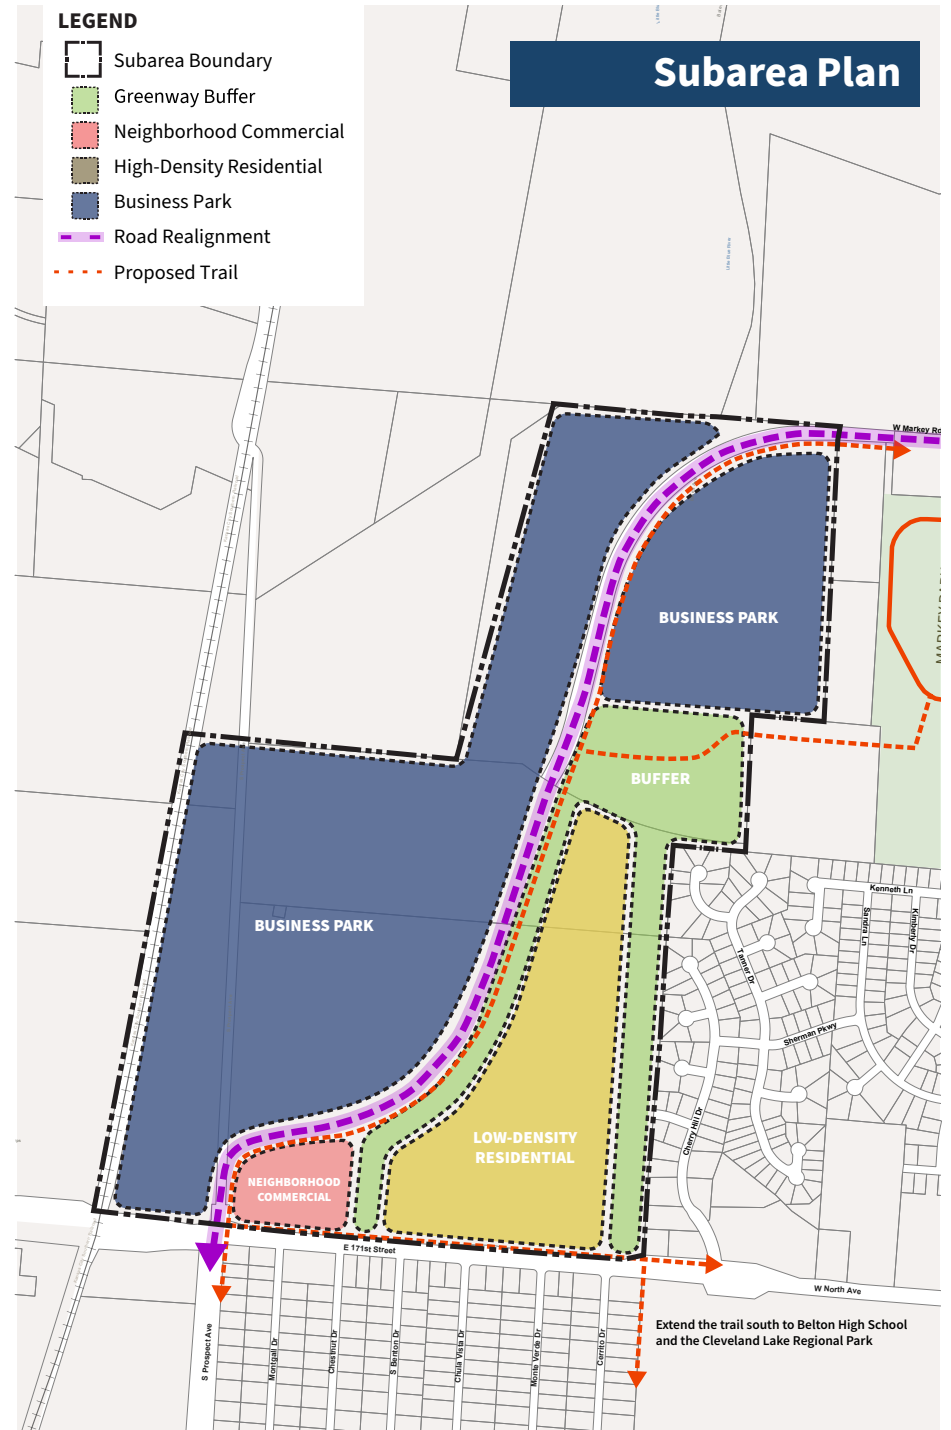 LEGEND
Subarea Boundary
Greenway Buffer
Neighborhood Commercial
High-Density Residential
Business Park
Road Realignment
Proposed Trail
Subarea Plan
W Markey Ro
BUSINESS PARK
BUFFER
BUSINESS PARK
LOW-DENSITY
RESIDENTIAL
NEIGHBORHOOD
COMMERCIAL
Kenneth Ln
Sandra Ln
Kimberly Dr
Tanner Dr
Sherman Pkwy
Cherry Hill Dr
E 171st Street
W North Ave
S Prospect Ave
Montgall Dr
Chestnut Dr
S Benton Dr
Chula Vista Dr
Monte Verde Dr
Cerrito Dr
Extend the trail south to Belton High School
and the Cleveland Lake Regional Park